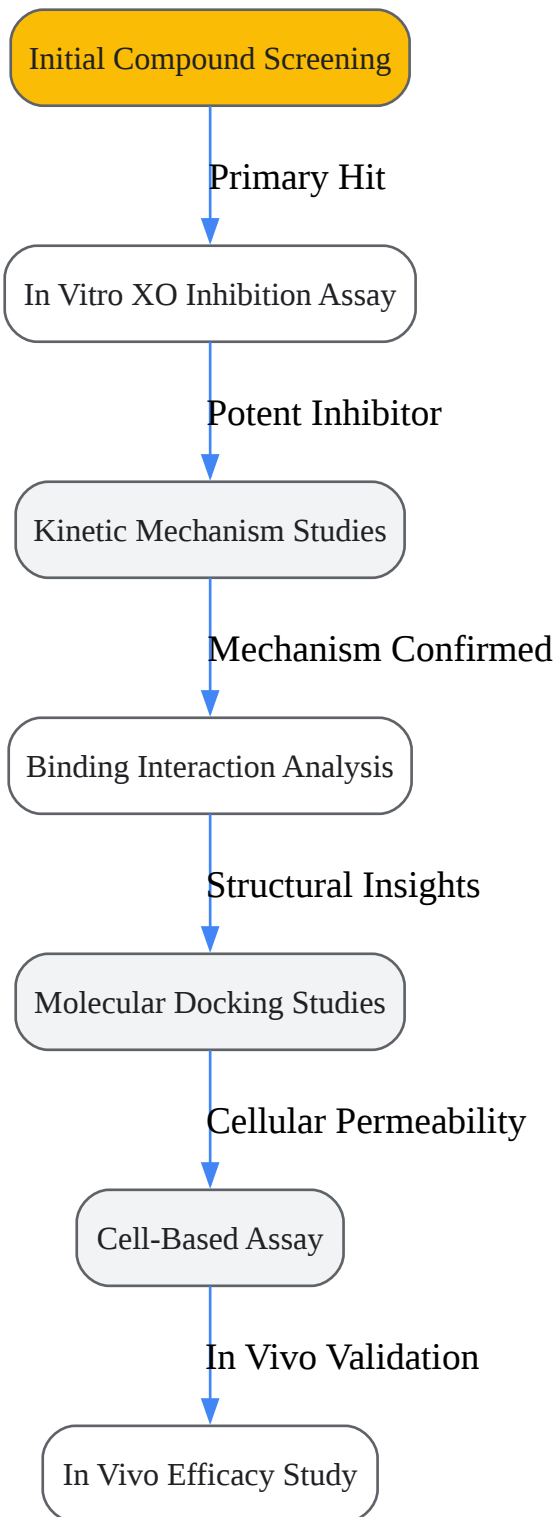 Initial Compound Screening
Primary Hit
In Vitro XO Inhibition Assay
Potent Inhibitor
Kinetic Mechanism Studies
Mechanism Confirmed
Binding Interaction Analysis
Structural Insights
Molecular Docking Studies
Cellular Permeability
Cell-Based Assay
In Vivo Validation
In Vivo Efficacy Study